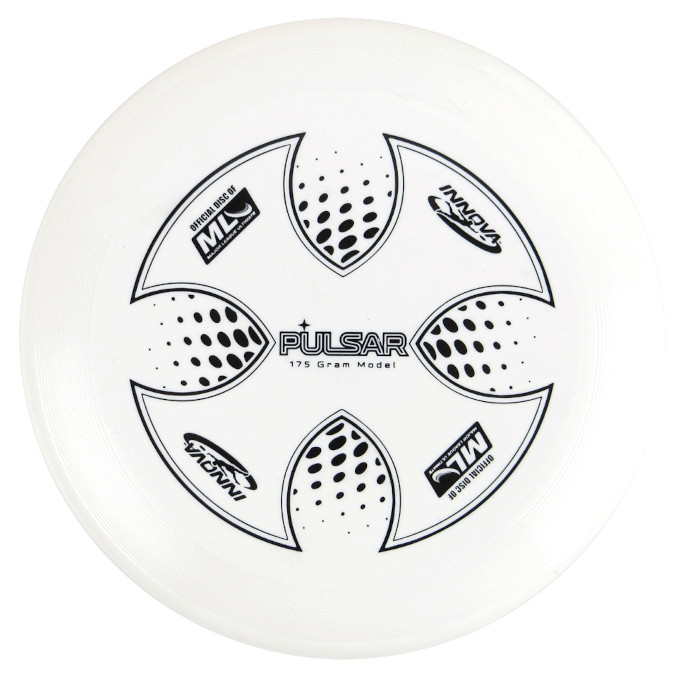 OFFICIAL DISC OF
MLU
MAJOR LEAGUE ULTIMATE
INNOVA
PULSAR
175 Gram Model
INNOVA
OFFICIAL DISC OF
MLU
MAJOR LEAGUE ULTIMATE